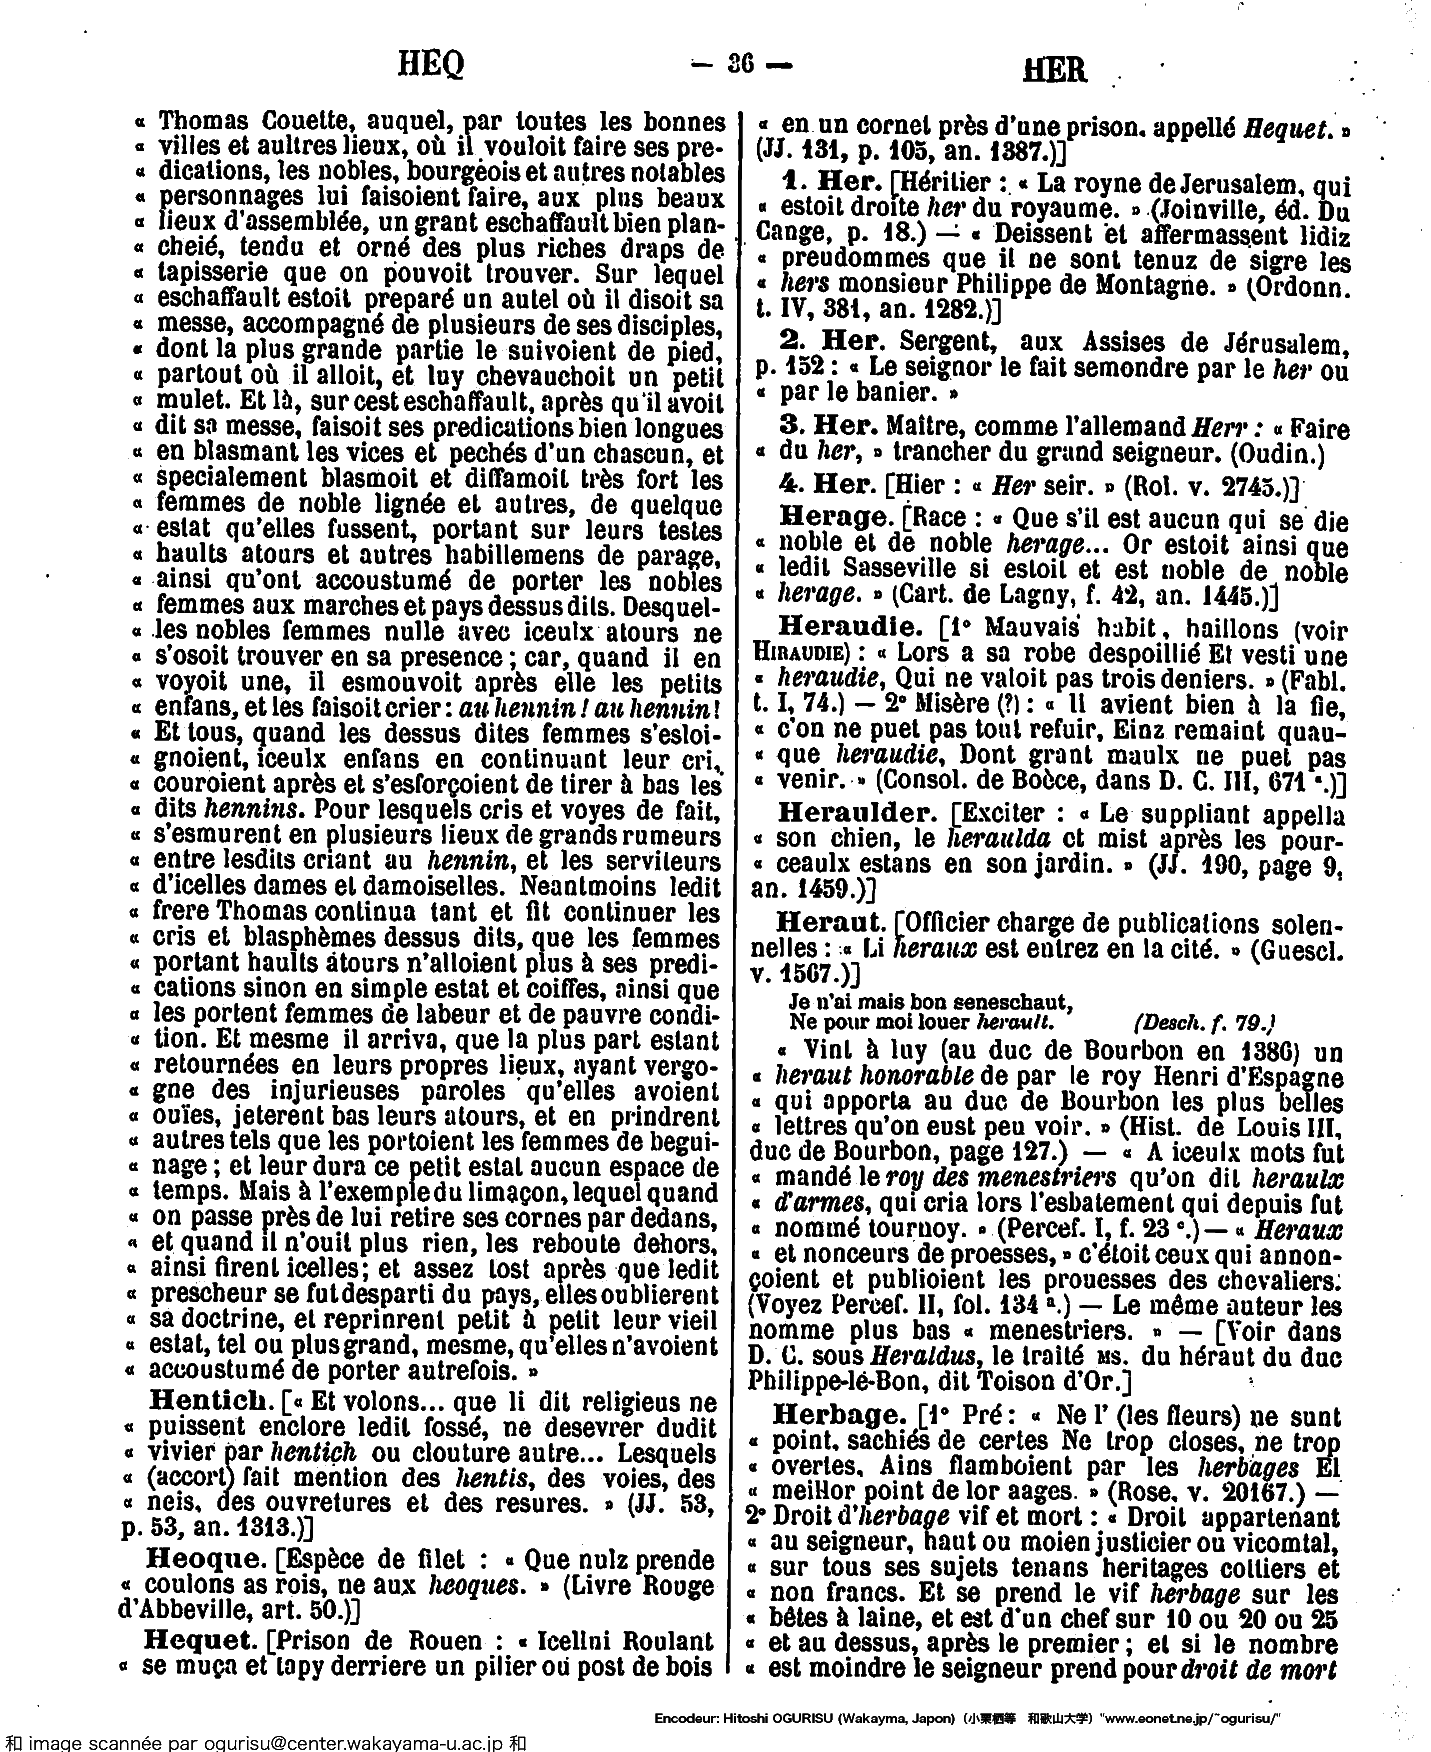 HEQ
— 36 —
HER
« Thomas Couette, auquel, par toutes les bonnes
« villes et aultres lieux, où il vouloit faire ses pre-
« dications, les nobles, bourgeois et autres notables
« personnages lui faisoient faire, aux plus beaux
« lieux d'assemblée, un grant eschaffault bien plan-
« cheié, tendu et orné des plus riches draps de
« tapisserie que on pouvoit trouver. Sur lequel
« eschaffault estoit preparé un autel où il disoit sa
« messe, accompagné de plusieurs de ses disciples,
« dont la plus grande partie le suivoient de pied,
« partout où il alloit, et luy chevauchoit un petit
« mulet. Et là, sur cest eschaffault, après qu'il avoit
« dit sa messe, faisoit ses predications bien longues
« en blasmant les vices et pechés d'un chascun, et
« specialement blasmoit et diffamoit très fort les
« femmes de noble lignée et autres, de quelque
« estat qu'elles fussent, portant sur leurs testes
« haults atours et autres habillemens de parage,
« ainsi qu'ont accoustumé de porter les nobles
« femmes aux marches et pays dessus dits. Desquel-
« les nobles femmes nulle avec iceulx atours ne
« s'osoit trouver en sa presence ; car, quand il en
« voyoit une, il esmouvoit après elle les petits
« enfans, et les faisoit crier : au hennin ! au hennin !
« Et tous, quand les dessus dites femmes s'esloi-
« gnoient, iceulx enfans en continuant leur cri,
« couroient après et s'esforçoient de tirer à bas les
« dits hennins. Pour lesquels cris et voyes de fait,
« s'esmurent en plusieurs lieux de grands rumeurs
« entre lesdits criant au hennin, et les serviteurs
« d'icelles dames et damoiselles. Neantmoins ledit
« frere Thomas continua tant et fit continuer les
« cris et blasphèmes dessus dits, que les femmes
« portant haults atours n'alloient plus à ses predi-
« cations sinon en simple estat et coiffes, ainsi que
« les portent femmes de labeur et de pauvre condi-
« tion. Et mesme il arriva, que la plus part estant
« retournées en leurs propres lieux, ayant vergo-
« gne des injurieuses paroles qu'elles avoient
« ouïes, jeterent bas leurs atours, et en prindrent
« autres tels que les portoient les femmes de begui-
« nage ; et leur dura ce petit estat aucun espace de
« temps. Mais à l'exemple du limaçon, lequel quand
« on passe près de lui retire ses cornes par dedans,
« et quand il n'ouit plus rien, les reboute dehors,
« ainsi firent icelles; et assez tost après que ledit
« prescheur se fut desparti du pays, elles oublierent
« sa doctrine, et reprinrent petit à petit leur vieil
« estat, tel ou plus grand, mesme, qu'elles n'avoient
« accoustumé de porter autrefois. »
Hentich. [« Et volons... que li dit religieus ne
« puissent enclore ledit fossé, ne desevrer dudit
« vivier par hentich ou clouture autre... Lesquels
« (accort) fait mention des hentis, des voies, des
« neis, des ouvretures et des resures. » (JJ. 53,
p. 53, an. 1313.)]
Heoque. [Espèce de filet : « Que nulz prende
« coulons as rois, ne aux heoques. » (Livre Rouge
d'Abbeville, art. 50.)]
Hequet. [Prison de Rouen : « Icellni Roulant
« se muça et tapy derriere un pilier ou post de bois
« en un cornet près d'une prison. appellé Hequet. »
(JJ. 131, p. 105, an. 1387.)]
1. Her. [Héritier : « La royne de Jerusalem, qui
« estoit droite her du royaume. » (Joinville, éd. Du
Cange, p. 18.) — « Deissent et affermassent lidiz
« preudommes que il ne sont tenuz de sigre les
« hers monsieur Philippe de Montagne. » (Ordonn.
t. IV, 381, an. 1282.)]
2. Her. Sergent, aux Assises de Jérusalem,
p. 152 : « Le seignor le fait semondre par le her ou
« par le banier. »
3. Her. Maître, comme l'allemand Herr : « Faire
« du her, » trancher du grand seigneur. (Oudin.)
4. Her. [Hier : « Her seir. » (Rol. v. 2745.)]
Herage. [Race : « Que s'il est aucun qui se die
« noble et de noble herage... Or estoit ainsi que
« ledit Sasseville si estoit et est noble de noble
« herage. » (Cart. de Lagny, f. 42, an. 1445.)]
Heraudie. [1º Mauvais habit, haillons (voir
HIRAUDIE) : « Lors a sa robe despoillié Et vesti une
« heraudie, Qui ne valoit pas trois deniers. » (Fabl.
t. I, 74.) — 2º Misère (?) : « Il avient bien à la fie,
« c'on ne puet pas tout refuir, Einz remaint quau-
« que heraudie, Dont grant maulx ne puet pas
« venir. » (Consol. de Boèce, dans D. C. III, 671 ª.)]
Heraulder. [Exciter : « Le suppliant appella
« son chien, le heraulda et mist après les pour-
« ceaulx estans en son jardin. » (JJ. 190, page 9,
an. 1459.)]
Heraut. [Officier charge de publications solen-
nelles : « Li heraux est entrez en la cité. » (Guescl.
v. 1567.)]
Je n'ai mais bon seneschaut,
Ne pour moi louer herault. (Desch. f. 79.)
« Vint à luy (au duc de Bourbon en 1386) un
« heraut honorable de par le roy Henri d'Espagne
« qui apporta au duc de Bourbon les plus belles
« lettres qu'on eust peu voir. » (Hist. de Louis III,
duc de Bourbon, page 127.) — « A iceulx mots fut
« mandé le roy des menestriers qu'on dit heraulx
« d'armes, qui cria lors l'esbatement qui depuis fut
« nommé tournoy. » (Percef. I, f. 23 ᶜ.) — « Heraux
« et nonceurs de proesses, » c'étoit ceux qui annon-
çoient et publioient les prouesses des chevaliers.
(Voyez Percef. II, fol. 134 ª.) — Le même auteur les
nomme plus bas « menestriers. » — [Voir dans
D. C. sous Heraldus, le traité MS. du héraut du duc
Philippe-le-Bon, dit Toison d'Or.]
Herbage. [1º Pré : « Ne l' (les fleurs) ne sunt
« point, sachiés de certes Ne trop closes, ne trop
« overtes, Ains flamboient par les herbages El
« meillor point de lor aages. » (Rose, v. 20167.) —
2º Droit d'herbage vif et mort : « Droit appartenant
« au seigneur, haut ou moien justicier ou vicomtal,
« sur tous ses sujets tenans heritages cottiers et
« non francs. Et se prend le vif herbage sur les
« bêtes à laine, et est d'un chef sur 10 ou 20 ou 25
« et au dessus, après le premier ; et si le nombre
« est moindre le seigneur prend pour droit de mort
Encodeur: Hitoshi OGURISU (Wakayma, Japon) (小栗栖等 和歌山大学) "www.eonet.ne.jp/~ogurisu/"
和 image scannée par ogurisu@center.wakayama-u.ac.jp 和